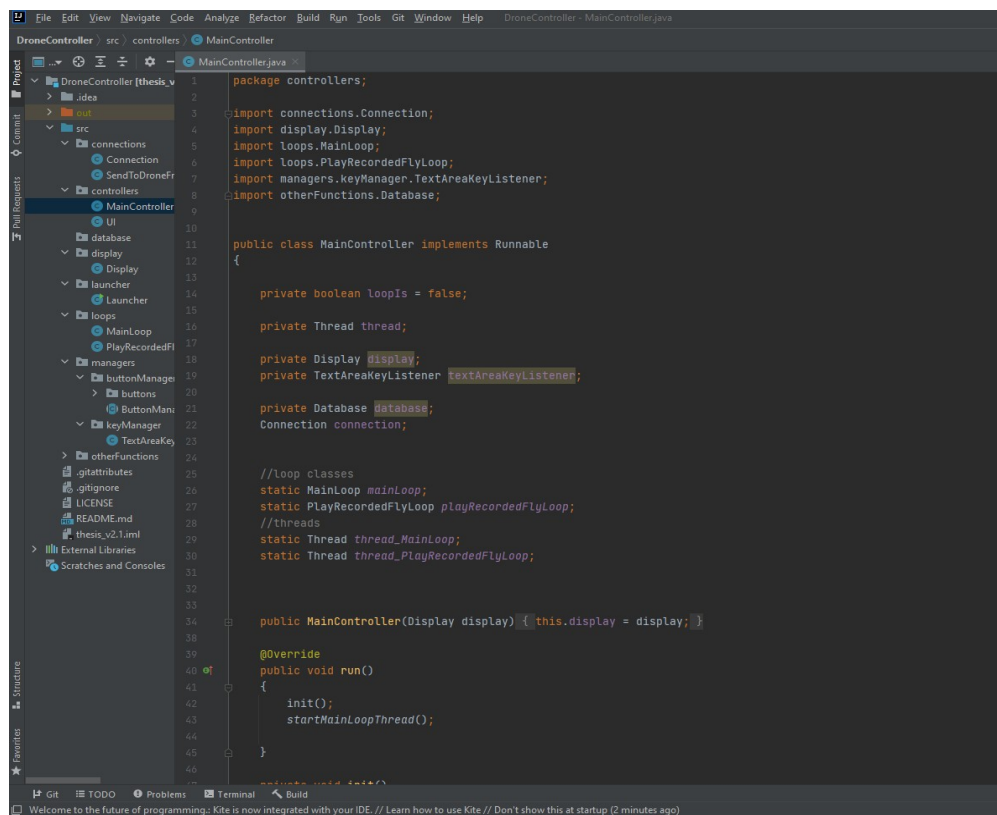 File Edit View Navigate Code Analyze Refactor Build Run Tools Git Window Help DroneController - MainController.java
DroneController src controllers MainController
Project
Commit
Pull Requests
Structure
Favorites
DroneController [thesis_v
.idea
out
src
connections
Connection
SendToDroneFr
controllers
MainController
UI
database
display
Display
launcher
Launcher
loops
MainLoop
PlayRecordedFl
managers
buttonManager
buttons
ButtonMana
keyManager
TextAreaKey
otherFunctions
.gitattributes
.gitignore
LICENSE
README.md
thesis_v2.1.iml
External Libraries
Scratches and Consoles
MainController.java
1 package controllers;
2
3 import connections.Connection;
4 import display.Display;
5 import loops.MainLoop;
6 import loops.PlayRecordedFlyLoop;
7 import managers.keyManager.TextAreaKeyListener;
8 import otherFunctions.Database;
9
10
11 public class MainController implements Runnable
12 {
13
14 private boolean loopIs = false;
15
16 private Thread thread;
17
18 private Display display;
19 private TextAreaKeyListener textAreaKeyListener;
20
21 private Database database;
22 Connection connection;
23
24
25 //loop classes
26 static MainLoop mainLoop;
27 static PlayRecordedFlyLoop playRecordedFlyLoop;
28 //threads
29 static Thread thread_MainLoop;
30 static Thread thread_PlayRecordedFlyLoop;
31
32
33
34 public MainController(Display display) { this.display = display; }
38
39 @Override
40 public void run()
41 {
42 init();
43 startMainLoopThread();
44
45 }
46
47 private void init()
Git TODO Problems Terminal Build
Welcome to the future of programming.: Kite is now integrated with your IDE. // Learn how to use Kite // Don't show this at startup (2 minutes ago)